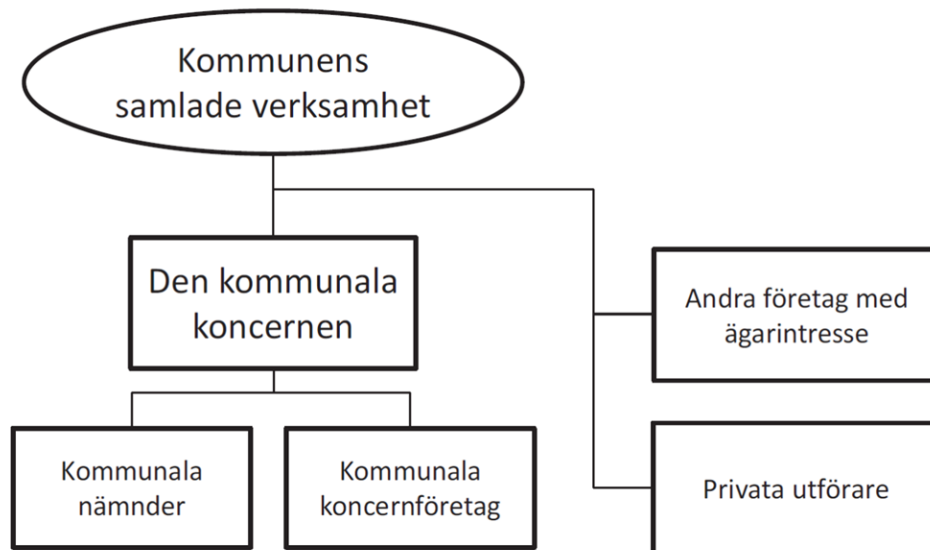 Kommunens
samlade verksamhet
Den kommunala
koncernen
Andra företag med
ägarintresse
Kommunala
nämnder
Kommunala
koncernföretag
Privata utförare